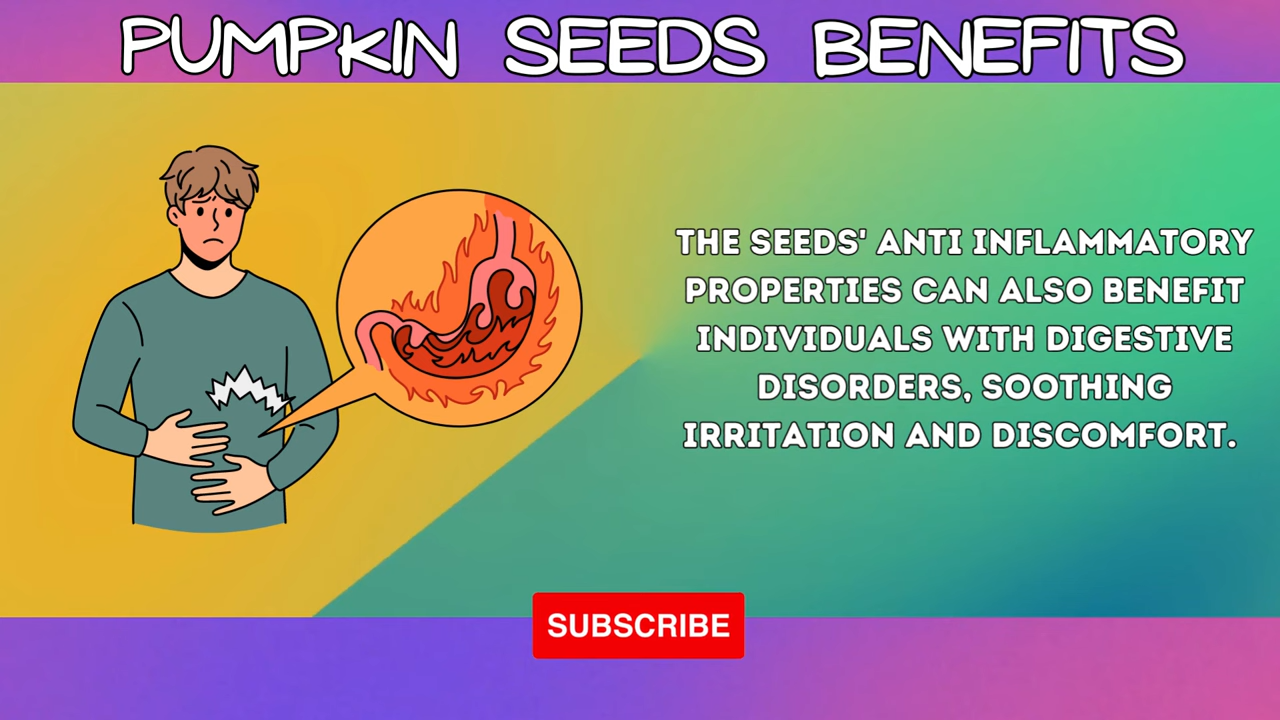 PUMPKIN SEEDS BENEFITS
THE SEEDS' ANTI INFLAMMATORY
PROPERTIES CAN ALSO BENEFIT
INDIVIDUALS WITH DIGESTIVE
DISORDERS, SOOTHING
IRRITATION AND DISCOMFORT.
SUBSCRIBE